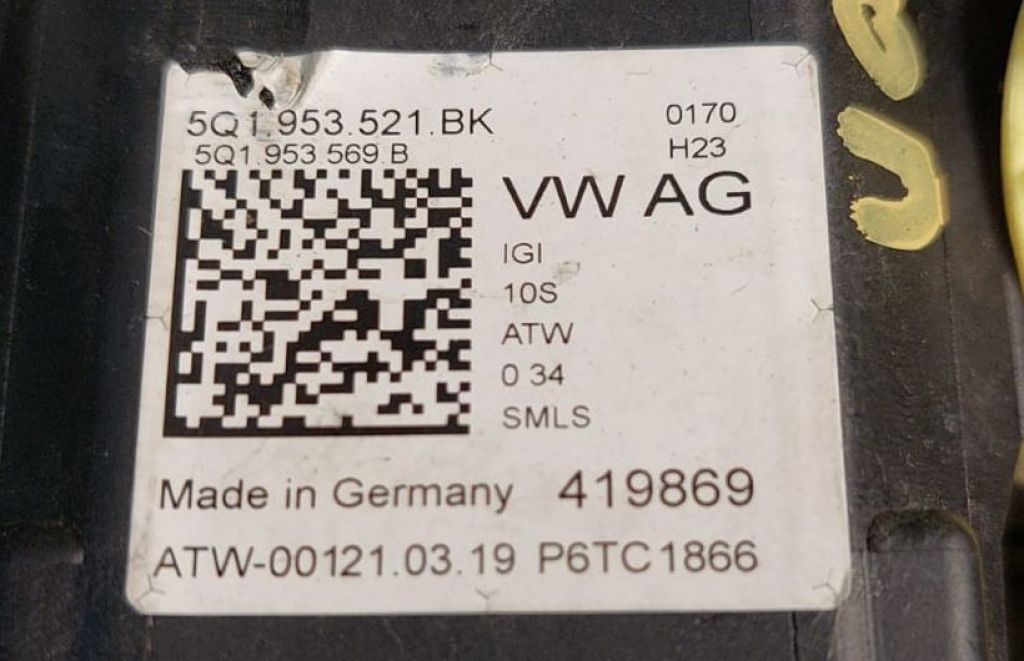 5Q1.953.521.BK
5Q1.953 569 B
0170
H23
VW AG
IGI
10S
ATW
0 34
SMLS
Made in Germany 419869
ATW-00121.03.19 P6TC1866